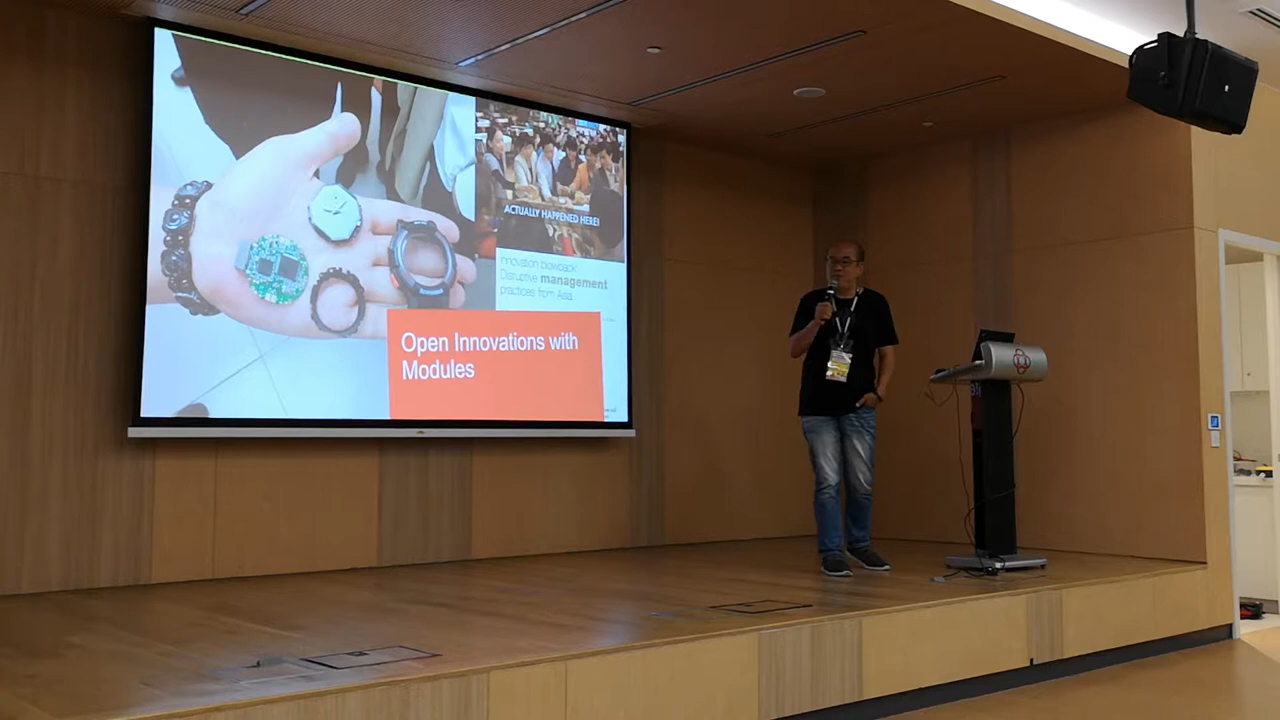 ACTUALLY HAPPENED HERE!
Innovation blowback:
Disruptive management
practices from Asia
Open Innovations with
Modules